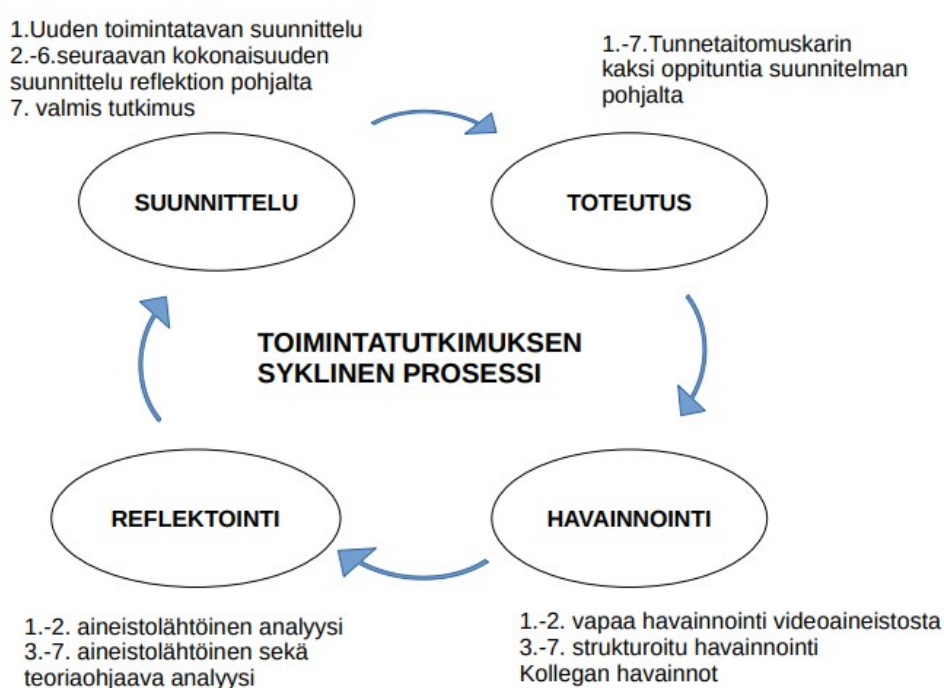 1.Uuden toimintatavan suunnittelu
2.-6.seuraavan kokonaisuuden
suunnittelu reflektion pohjalta
7. valmis tutkimus
1.-7.Tunnetaitomuskarin
kaksi oppituntia suunnitelman
pohjalta
SUUNNITTELU
TOTEUTUS
TOIMINTATUTKIMUKSEN
SYKLINEN PROSESSI
REFLEKTOINTI
HAVAINNOINTI
1.-2. aineistolähtöinen analyysi
3.-7. aineistolähtöinen sekä
teoriaohjaava analyysi
1.-2. vapaa havainnointi videoaineistosta
3.-7. strukturoitu havainnointi
Kollegan havainnot